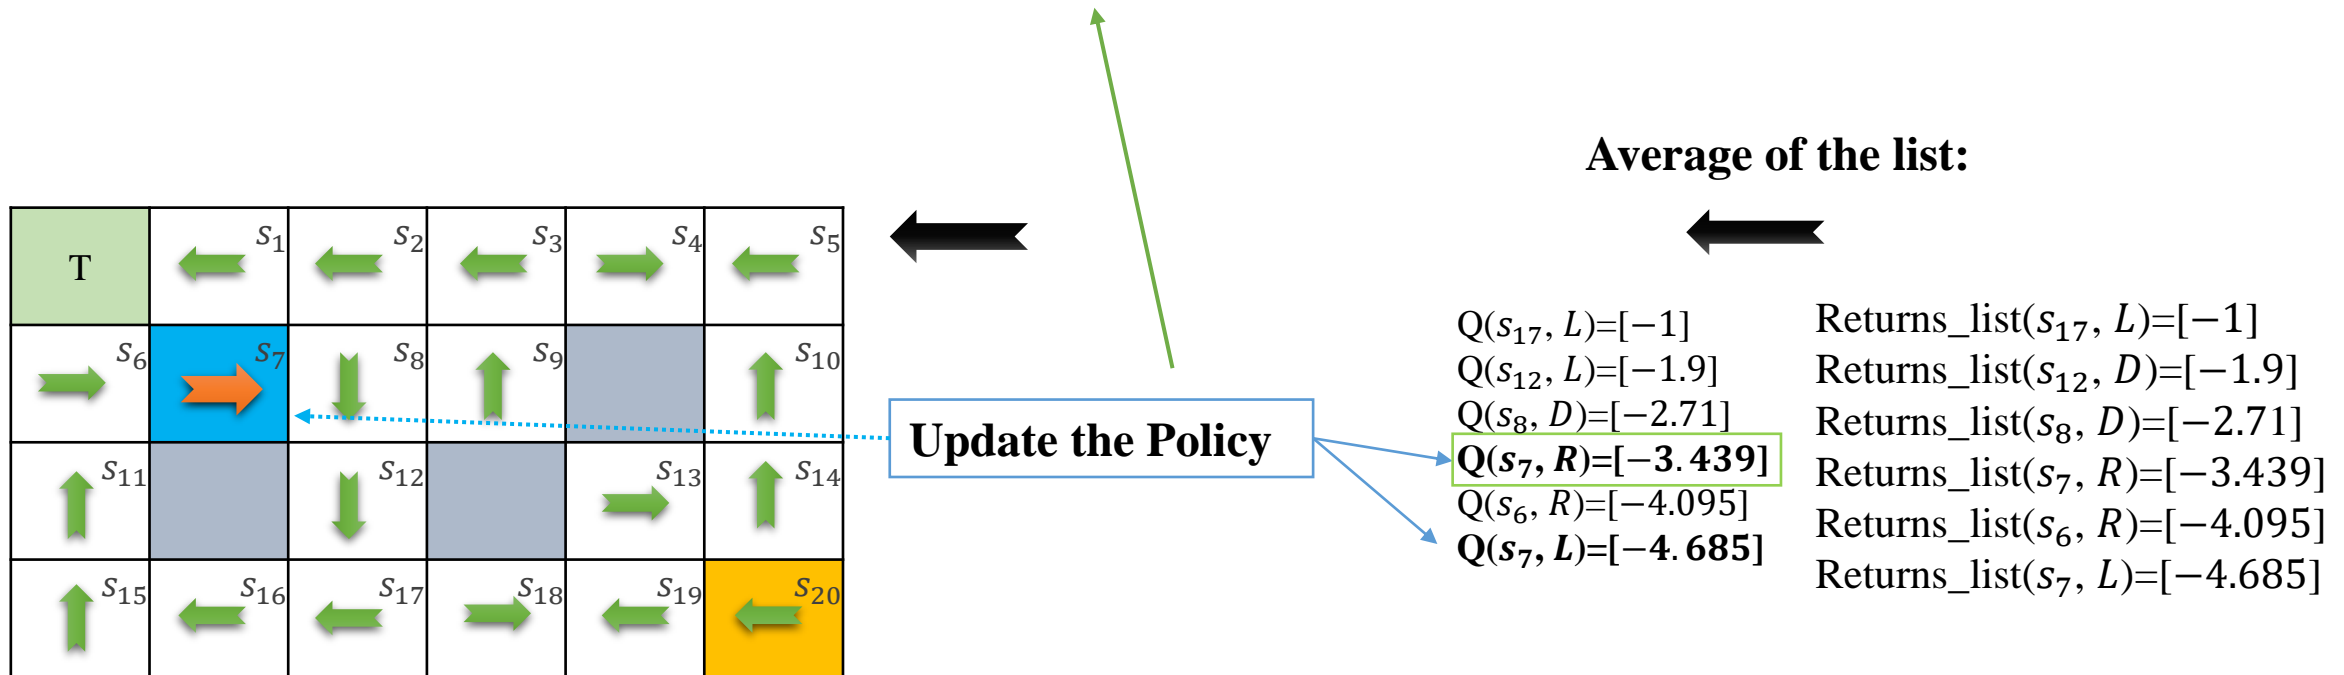 Average of the list:
T s₁ s₂ s₃ s₄ s₅
s₆ s₇ s₈ s₉ s₁₀
s₁₁ s₁₂ s₁₃ s₁₄
s₁₅ s₁₆ s₁₇ s₁₈ s₁₉ s₂₀
Update the Policy
Q(s₁₇, L)=[−1]
Q(s₁₂, L)=[−1.9]
Q(s₈, D)=[−2.71]
Q(s₇, R)=[−3.439]
Q(s₆, R)=[−4.095]
Q(s₇, L)=[−4.685]
Returns_list(s₁₇, L)=[−1]
Returns_list(s₁₂, D)=[−1.9]
Returns_list(s₈, D)=[−2.71]
Returns_list(s₇, R)=[−3.439]
Returns_list(s₆, R)=[−4.095]
Returns_list(s₇, L)=[−4.685]